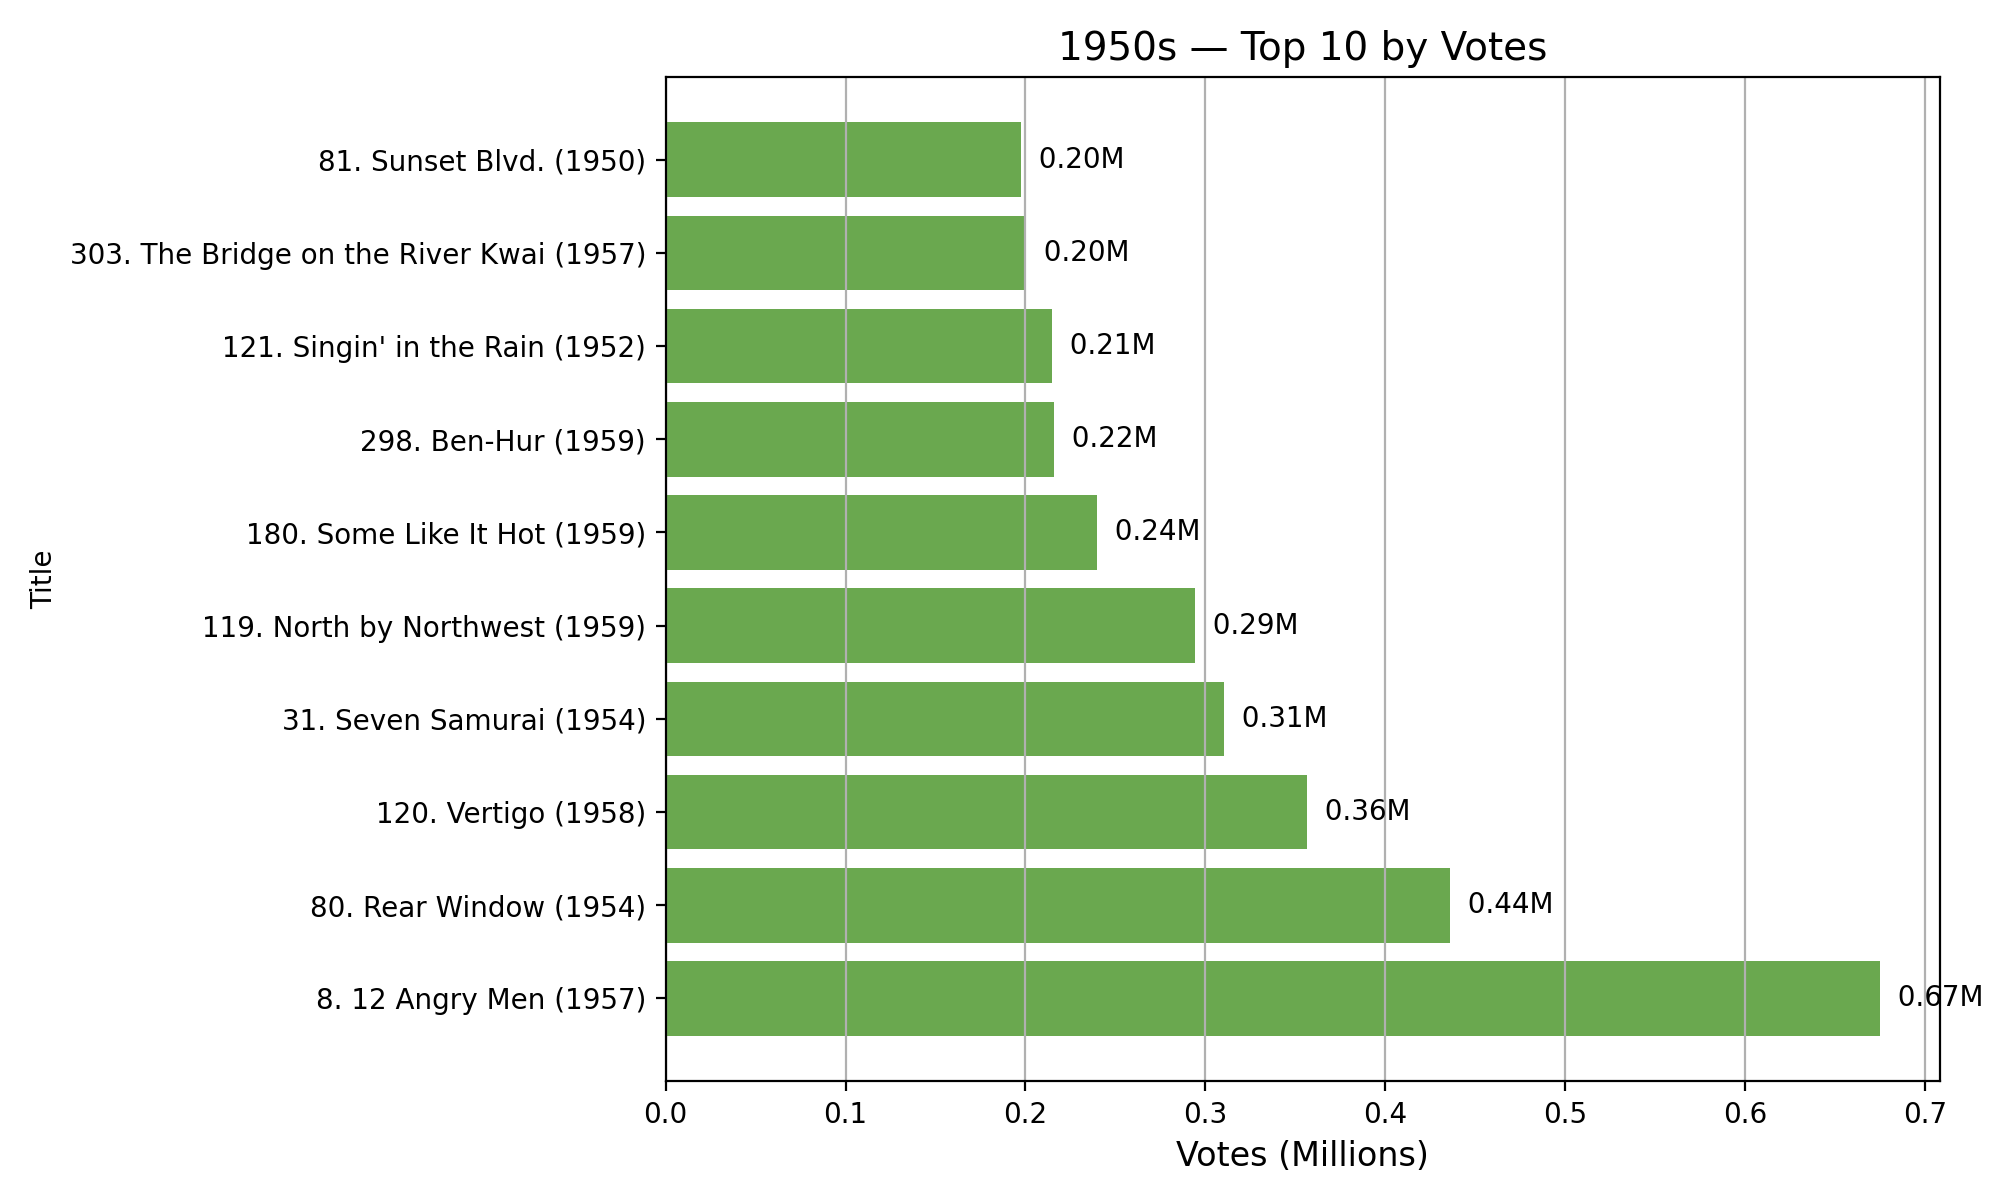 1950s — Top 10 by Votes
81. Sunset Blvd. (1950) 0.20M
303. The Bridge on the River Kwai (1957) 0.20M
121. Singin' in the Rain (1952) 0.21M
298. Ben-Hur (1959) 0.22M
180. Some Like It Hot (1959) 0.24M
119. North by Northwest (1959) 0.29M
31. Seven Samurai (1954) 0.31M
120. Vertigo (1958) 0.36M
80. Rear Window (1954) 0.44M
8. 12 Angry Men (1957) 0.67M
Title
0.0 0.1 0.2 0.3 0.4 0.5 0.6 0.7
Votes (Millions)